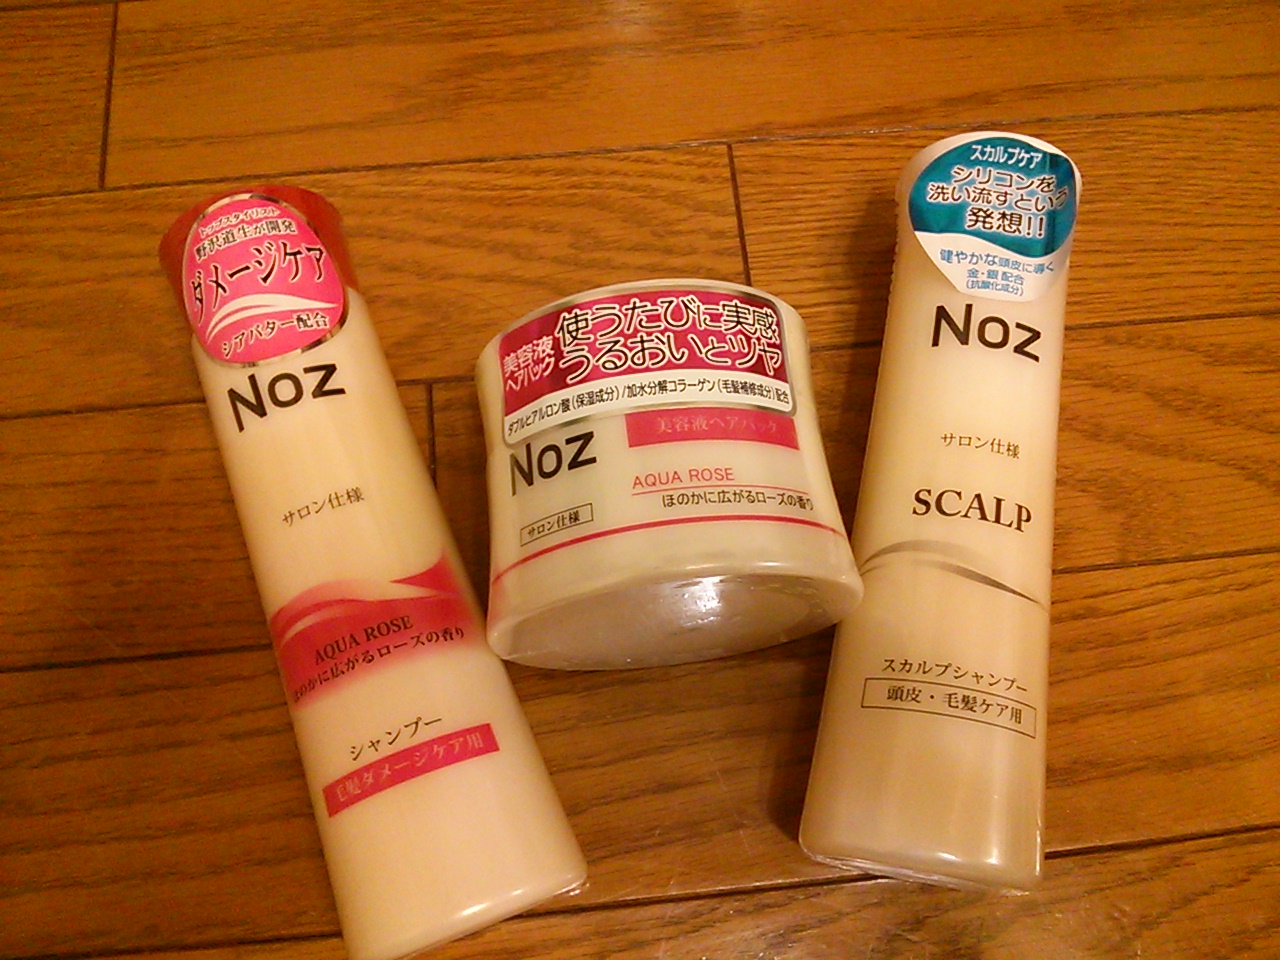 トップスタイリスト
野沢道生が開発
ダメージケア
シアバター配合
Noz
サロン仕様
AQUA ROSE
ほのかに広がるローズの香り
シャンプー
毛髪ダメージケア用
美容液
ヘアパック
使うたびに実感
うるおいとツヤ
ダブルヒアルロン酸(保湿成分)/加水分解コラーゲン(毛髪補修成分)配合
Noz
サロン仕様
美容液ヘアパック
AQUA ROSE
ほのかに広がるローズの香り
スカルプケア
シリコンを
洗い流すという
発想!!
健やかな頭皮に導く
金・銀 配合
(抗酸化成分)
Noz
サロン仕様
SCALP
スカルプシャンプー
頭皮・毛髪ケア用